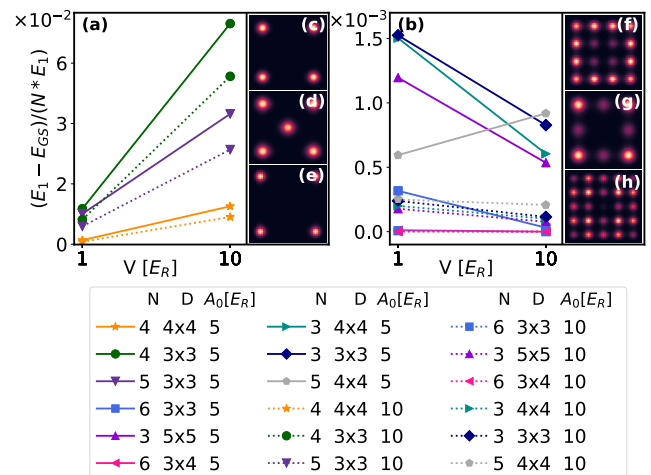 ×10⁻² (a) (c) ×10⁻³ (b) (f)
6 1.5
(d) (g)
3 1.0
(E₁ − E_GS)/(N * E₁)
2 (e) 0.5 (h)
0 0.0
1 V [E_R] 10 1 V [E_R] 10
N D A₀[E_R] N D A₀[E_R] N D A₀[E_R]
4 4x4 5 3 4x4 5 6 3x3 10
4 3x3 5 3 3x3 5 3 5x5 10
5 3x3 5 5 4x4 5 6 3x4 10
6 3x3 5 4 4x4 10 3 4x4 10
3 5x5 5 4 3x3 10 3 3x3 10
6 3x4 5 5 3x3 10 5 4x4 10